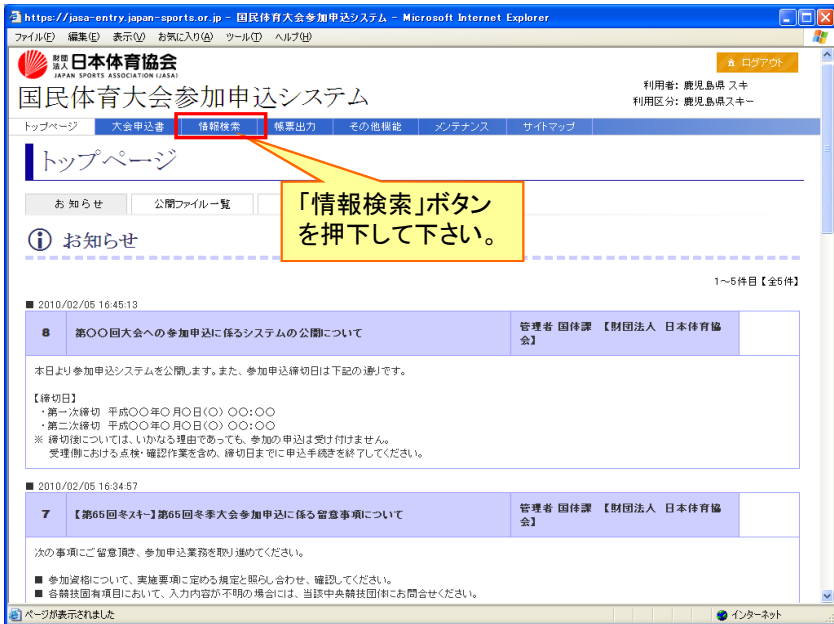 https://jasa-entry.japan-sports.or.jp - 国民体育大会参加申込システム - Microsoft Internet Explorer
ファイル(F) 編集(E) 表示(V) お気に入り(A) ツール(T) ヘルプ(H)
財団法人 日本体育協会
JAPAN SPORTS ASSOCIATION (JASA)
ログアウト
国民体育大会参加申込システム
利用者: 鹿児島県 スキ
利用区分: 鹿児島県スキー
トップページ 大会申込書 情報検索 帳票出力 その他機能 メンテナンス サイトマップ
トップページ
お知らせ 公開ファイル一覧
「情報検索」ボタン
を押下して下さい。
お知らせ
1～5件目【全5件】
■ 2010/02/05 16:45:13
8 第〇〇回大会への参加申込に係るシステムの公開について 管理者 国体課 【財団法人 日本体育協
会】
本日より参加申込システムを公開します。また、参加申込締切日は下記の通りです。
【締切日】
・第一次締切 平成〇〇年〇月〇日(〇) 〇〇:〇〇
・第二次締切 平成〇〇年〇月〇日(〇) 〇〇:〇〇
※ 締切後については、いかなる理由であっても、参加の申込は受け付けません。
受理側における点検・確認作業を含め、締切日までに申込手続きを終了してください。
■ 2010/02/05 16:34:57
7 【第65回冬スキー】第65回冬季大会参加申込に係る留意事項について 管理者 国体課 【財団法人 日本体育協
会】
次の事項にご留意頂き、参加申込業務を取り進めてください。
■ 参加資格について、実施要項に定める規定と照らし合わせ、確認してください。
■ 各競技固有項目において、入力内容が不明の場合には、当該中央競技団体にお問合せください。
ページが表示されました
インターネット